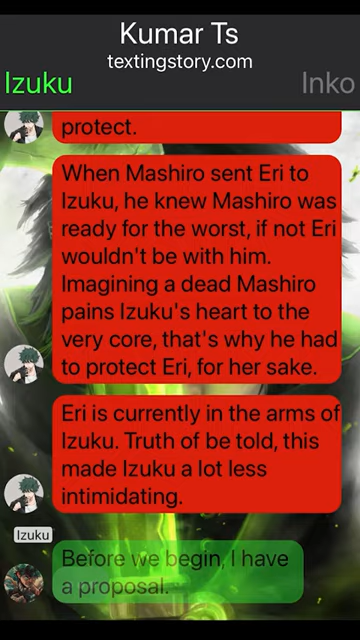 Kumar Ts
textingstory.com
Izuku
Inko
protect.
When Mashiro sent Eri to
Izuku, he knew Mashiro was
ready for the worst, if not Eri
wouldn't be with him.
Imagining a dead Mashiro
pains Izuku's heart to the
very core, that's why he had
to protect Eri, for her sake.
Eri is currently in the arms of
Izuku. Truth of be told, this
made Izuku a lot less
intimidating.
Izuku
Before we begin, I have
a proposal.